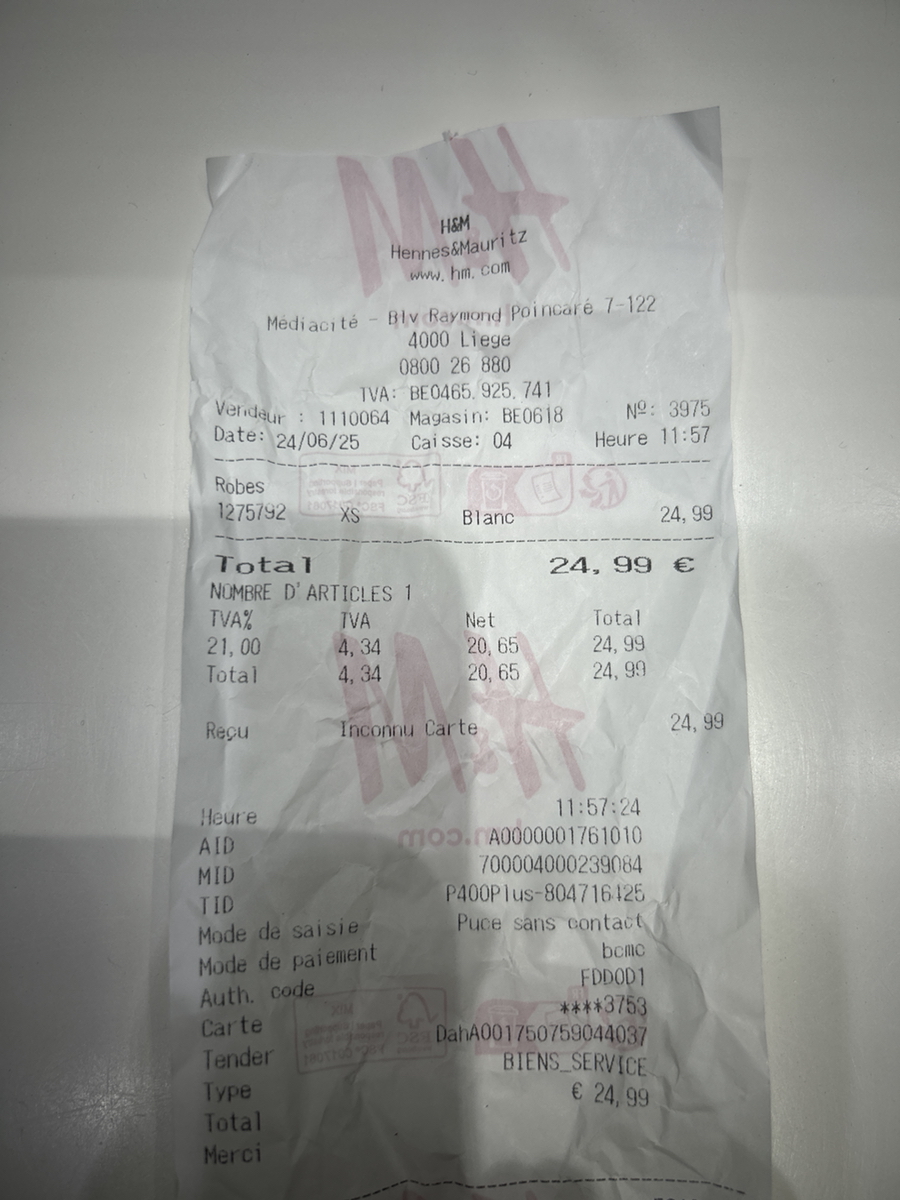 H&M
Hennes&Mauritz
www.hm.com
Médiacité - Blv Raymond Poincaré 7-122
4000 Liege
0800 26 880
TVA: BE0465.925.741
Vendeur : 1110064 Magasin: BE0618 Nº: 3975
Date: 24/06/25 Caisse: 04 Heure 11:57
Robes
1275792 XS Blanc 24,99
Total 24,99 €
NOMBRE D'ARTICLES 1
TVA% TVA Net Total
21,00 4,34 20,65 24,99
Total 4,34 20,65 24,99
Reçu Inconnu Carte 24,99
Heure 11:57:24
AID A0000001761010
MID 700004000239084
TID P400Plus-804716425
Mode de saisie Puce sans contact
Mode de paiement bcmc
Auth. code FDD0D1
Carte ****3753
Tender DahA001750759044037
Type BIENS_SERVICE
Total € 24,99
Merci